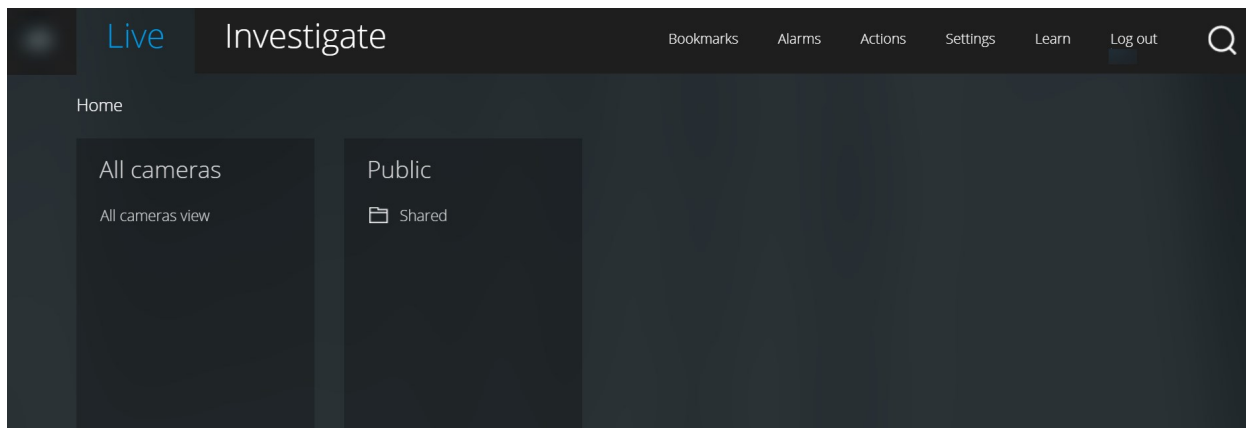 Live Investigate Bookmarks Alarms Actions Settings Learn Log out
Home
All cameras
All cameras view
Public
Shared